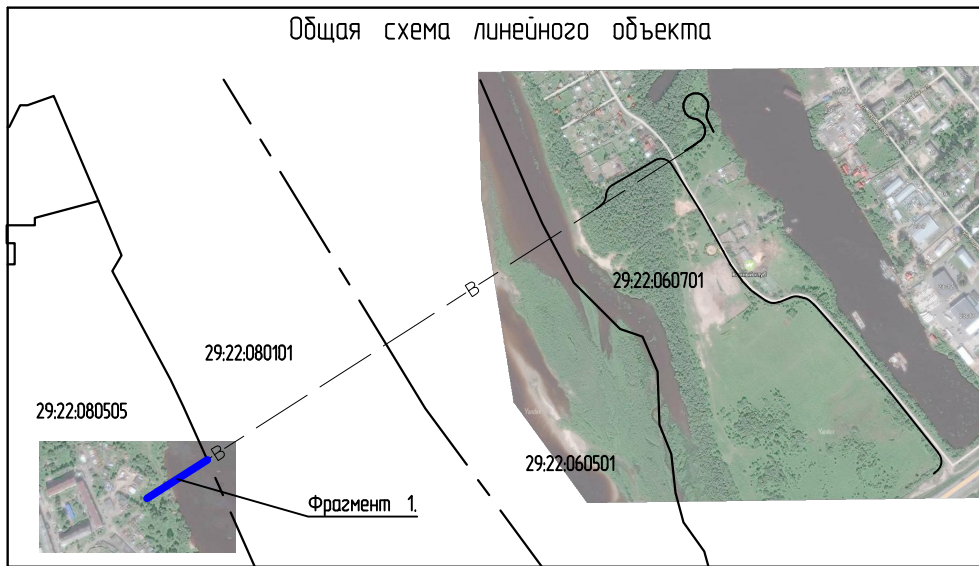 Общая схема линейного объекта
В
29:22:060701
29:22:080101
29:22:080505
В
29:22:060501
Фрагмент 1.